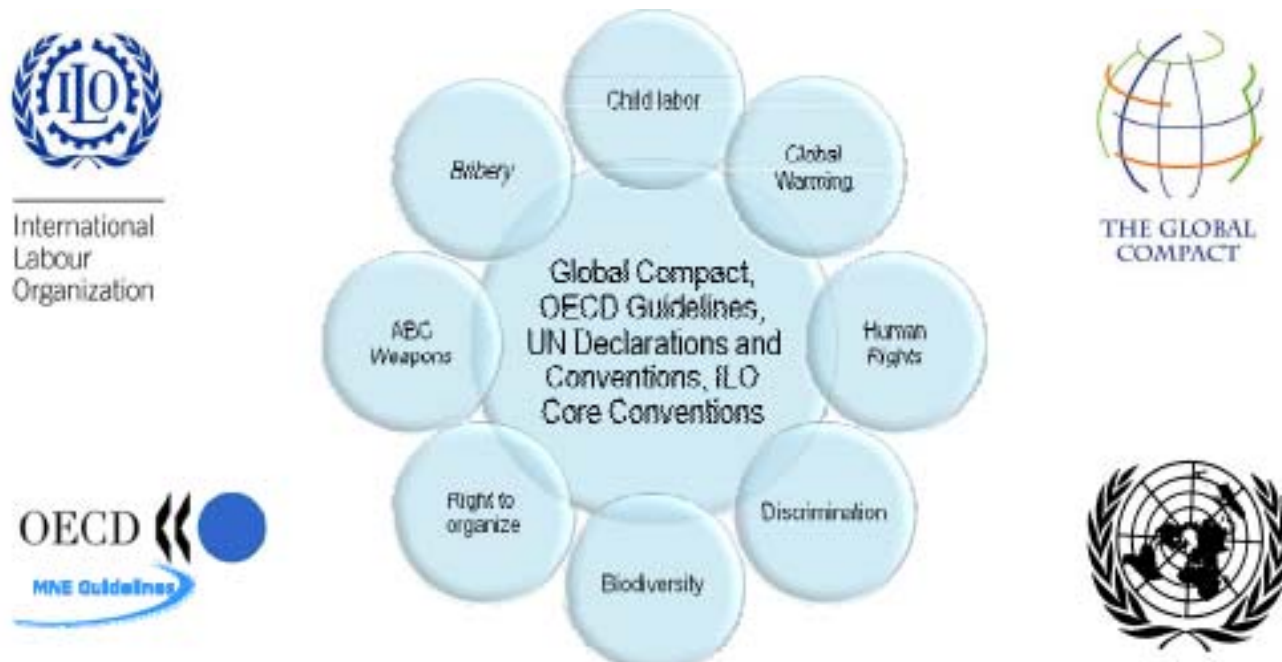 ILO
International
Labour
Organization
OECD
MNE Guidelines
Child labor
Global
Warming
Human
Rights
Discrimination
Biodiversity
Right to
organize
ABC
Weapons
Bribery
Global Compact,
OECD Guidelines,
UN Declarations and
Conventions, ILO
Core Conventions
THE GLOBAL
COMPACT